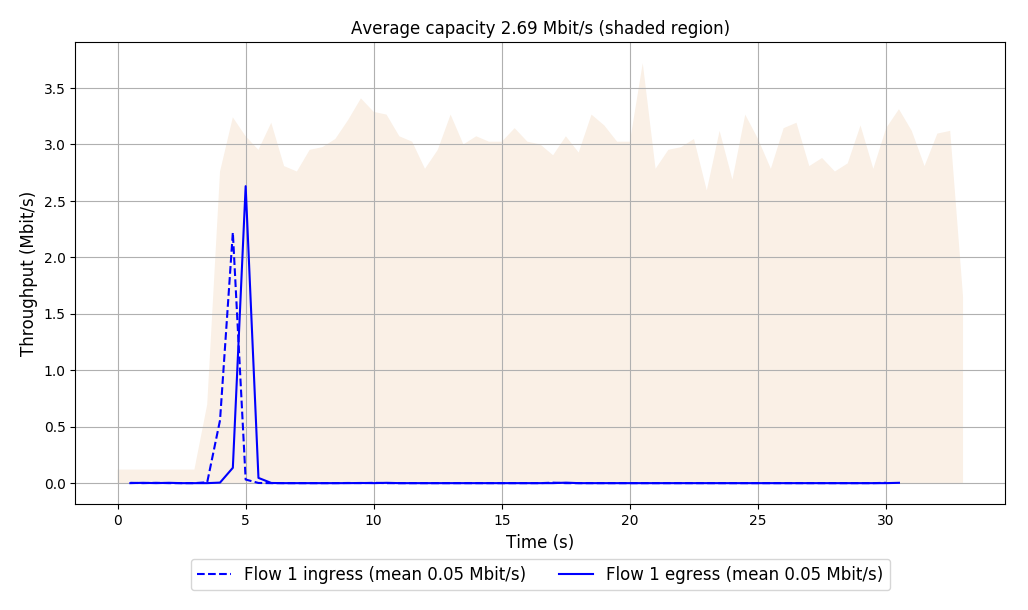 Average capacity 2.69 Mbit/s (shaded region)
Throughput (Mbit/s)
3.5
3.0
2.5
2.0
1.5
1.0
0.5
0.0
0 5 10 15 20 25 30
Time (s)
Flow 1 ingress (mean 0.05 Mbit/s) Flow 1 egress (mean 0.05 Mbit/s)